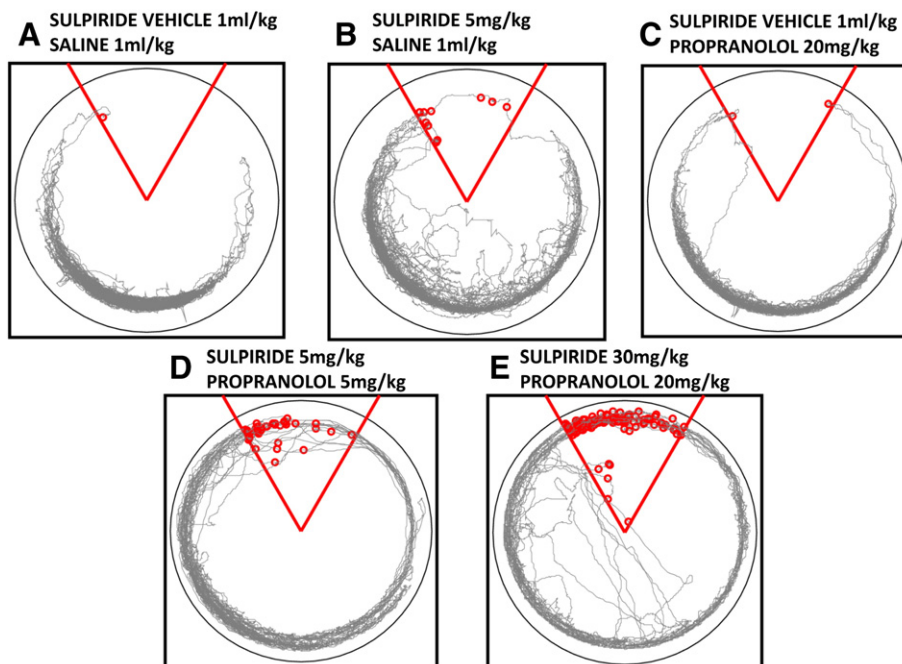 A
SULPIRIDE VEHICLE 1ml/kg
SALINE 1ml/kg
B
SULPIRIDE 5mg/kg
SALINE 1ml/kg
C
SULPIRIDE VEHICLE 1ml/kg
PROPRANOLOL 20mg/kg
D
SULPIRIDE 5mg/kg
PROPRANOLOL 5mg/kg
E
SULPIRIDE 30mg/kg
PROPRANOLOL 20mg/kg